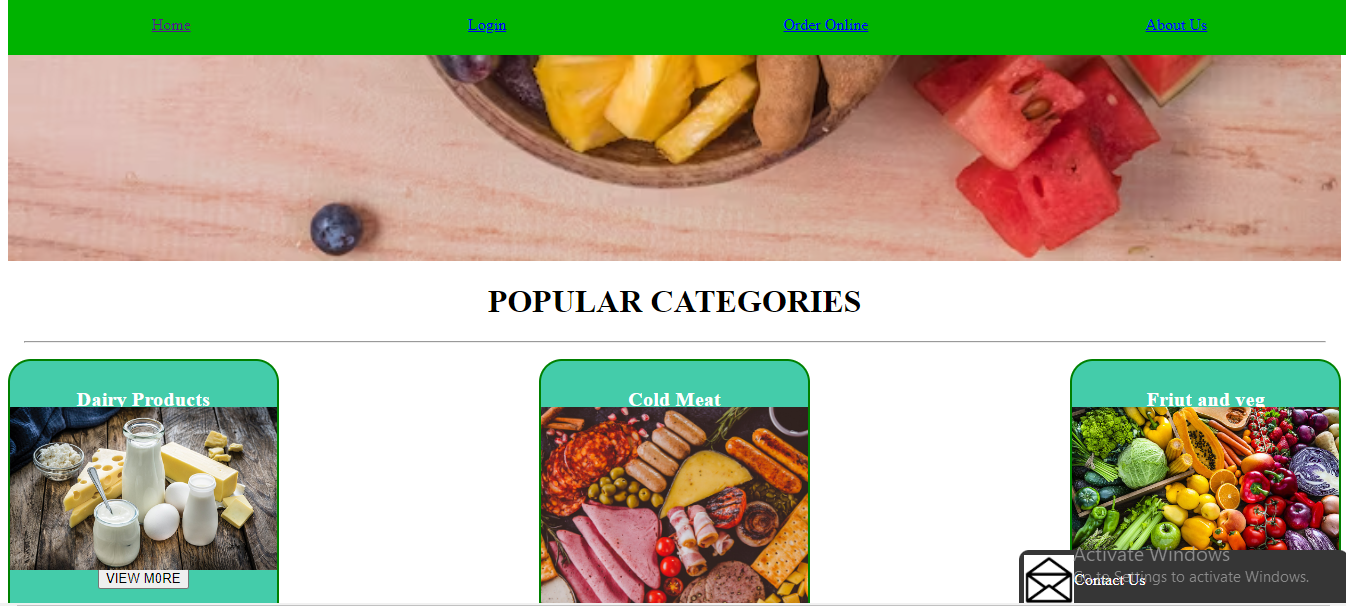 Home Login Order Online About Us
POPULAR CATEGORIES
Dairy Products Cold Meat Friut and veg
VIEW M0RE
Activate Windows
Go to Settings to activate Windows.
Contact Us